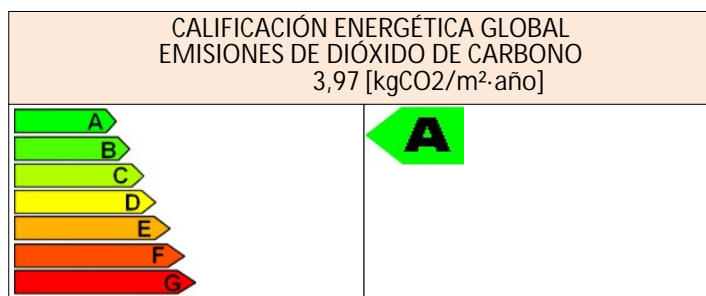 CALIFICACIÓN ENERGÉTICA GLOBAL
EMISIONES DE DIÓXIDO DE CARBONO
3,97 [kgCO2/m²·año]
A
A
B
C
D
E
F
G